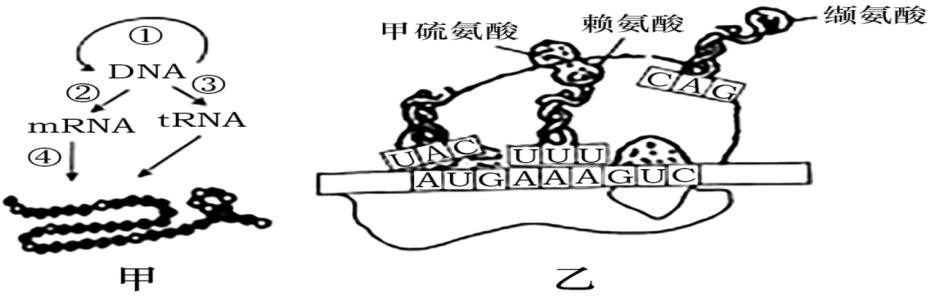 ①
DNA
② ③
mRNA tRNA
④
甲
甲硫氨酸
赖氨酸
缬氨酸
CAG
UAC UUU
AUGAAAGUC
乙